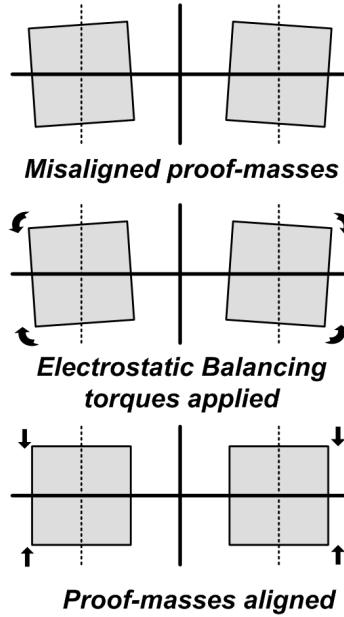 Misaligned proof-masses
Electrostatic Balancing
torques applied
Proof-masses aligned